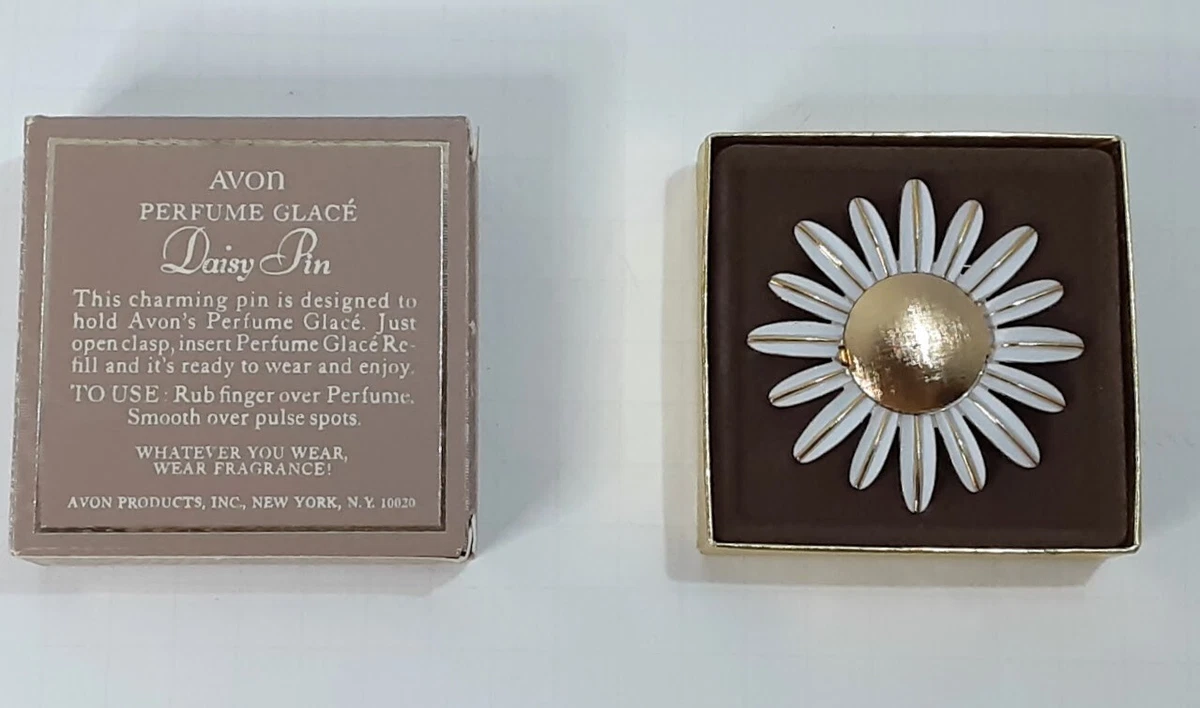 AVON
PERFUME GLACÉ
Daisy Pin
This charming pin is designed to
hold Avon's Perfume Glacé. Just
open clasp, insert Perfume Glacé Re-
fill and it's ready to wear and enjoy.
TO USE: Rub finger over Perfume.
Smooth over pulse spots.
WHATEVER YOU WEAR,
WEAR FRAGRANCE!
AVON PRODUCTS, INC., NEW YORK, N.Y. 10020